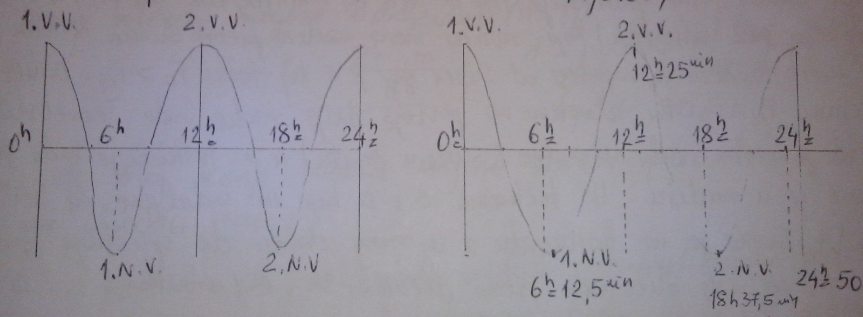 1. V.V.
2. V.V.
0h
6h
12h
18h
24h
1. N.V.
2. N.V
1. V.V.
2. V.V.
12h 25min
0h
6h
12h
18h
24h
1. N.V.
6h 12,5min
2. N.V.
18h 37,5 min
24h 50